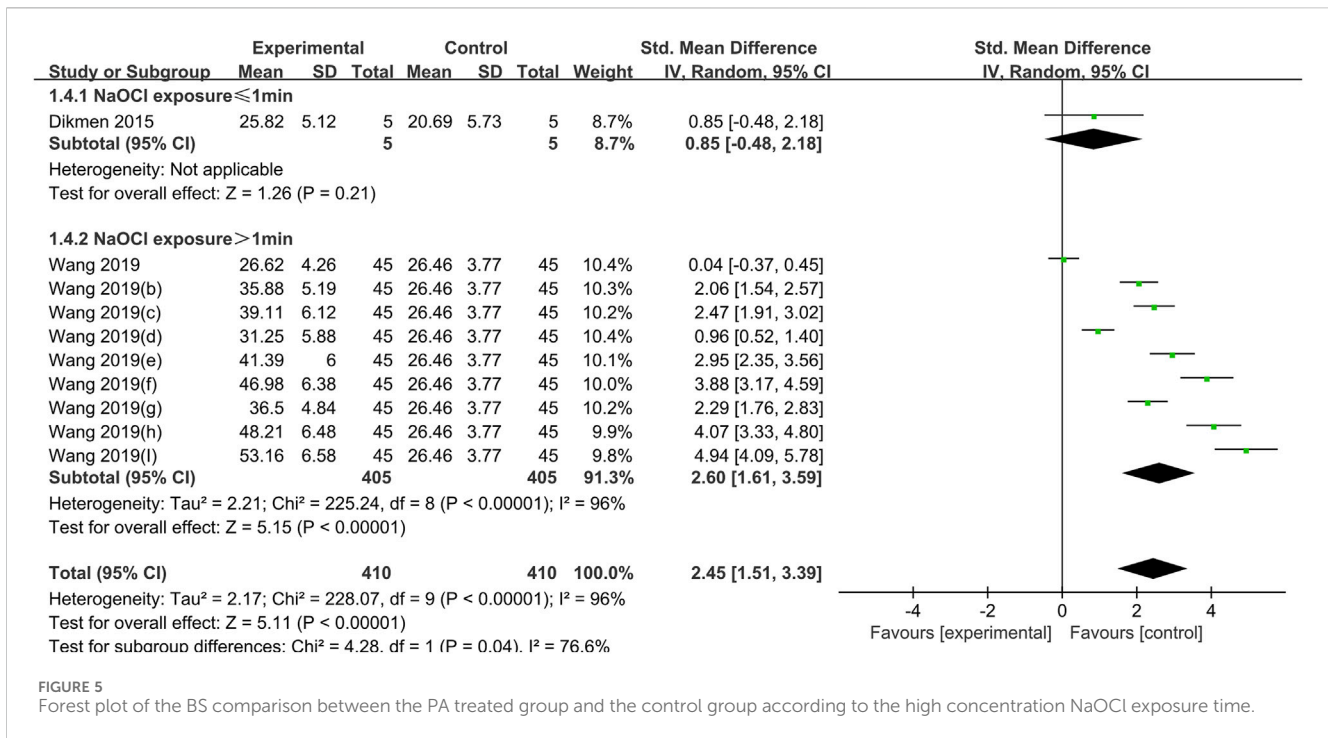 Experimental Control Std. Mean Difference Std. Mean Difference
Study or Subgroup Mean SD Total Mean SD Total Weight IV, Random, 95% CI IV, Random, 95% CI
1.4.1 NaOCl exposure≤1min
Dikmen 2015 25.82 5.12 5 20.69 5.73 5 8.7% 0.85 [-0.48, 2.18]
Subtotal (95% CI) 5 5 8.7% 0.85 [-0.48, 2.18]
Heterogeneity: Not applicable
Test for overall effect: Z = 1.26 (P = 0.21)
1.4.2 NaOCl exposure>1min
Wang 2019 26.62 4.26 45 26.46 3.77 45 10.4% 0.04 [-0.37, 0.45]
Wang 2019(b) 35.88 5.19 45 26.46 3.77 45 10.3% 2.06 [1.54, 2.57]
Wang 2019(c) 39.11 6.12 45 26.46 3.77 45 10.2% 2.47 [1.91, 3.02]
Wang 2019(d) 31.25 5.88 45 26.46 3.77 45 10.4% 0.96 [0.52, 1.40]
Wang 2019(e) 41.39 6 45 26.46 3.77 45 10.1% 2.95 [2.35, 3.56]
Wang 2019(f) 46.98 6.38 45 26.46 3.77 45 10.0% 3.88 [3.17, 4.59]
Wang 2019(g) 36.5 4.84 45 26.46 3.77 45 10.2% 2.29 [1.76, 2.83]
Wang 2019(h) 48.21 6.48 45 26.46 3.77 45 9.9% 4.07 [3.33, 4.80]
Wang 2019(I) 53.16 6.58 45 26.46 3.77 45 9.8% 4.94 [4.09, 5.78]
Subtotal (95% CI) 405 405 91.3% 2.60 [1.61, 3.59]
Heterogeneity: Tau² = 2.21; Chi² = 225.24, df = 8 (P < 0.00001); I² = 96%
Test for overall effect: Z = 5.15 (P < 0.00001)
Total (95% CI) 410 410 100.0% 2.45 [1.51, 3.39]
Heterogeneity: Tau² = 2.17; Chi² = 228.07, df = 9 (P < 0.00001); I² = 96%
Test for overall effect: Z = 5.11 (P < 0.00001)
Test for subgroup differences: Chi² = 4.28, df = 1 (P = 0.04), I² = 76.6%
-4 -2 0 2 4
Favours [experimental] Favours [control]
FIGURE 5
Forest plot of the BS comparison between the PA treated group and the control group according to the high concentration NaOCl exposure time.